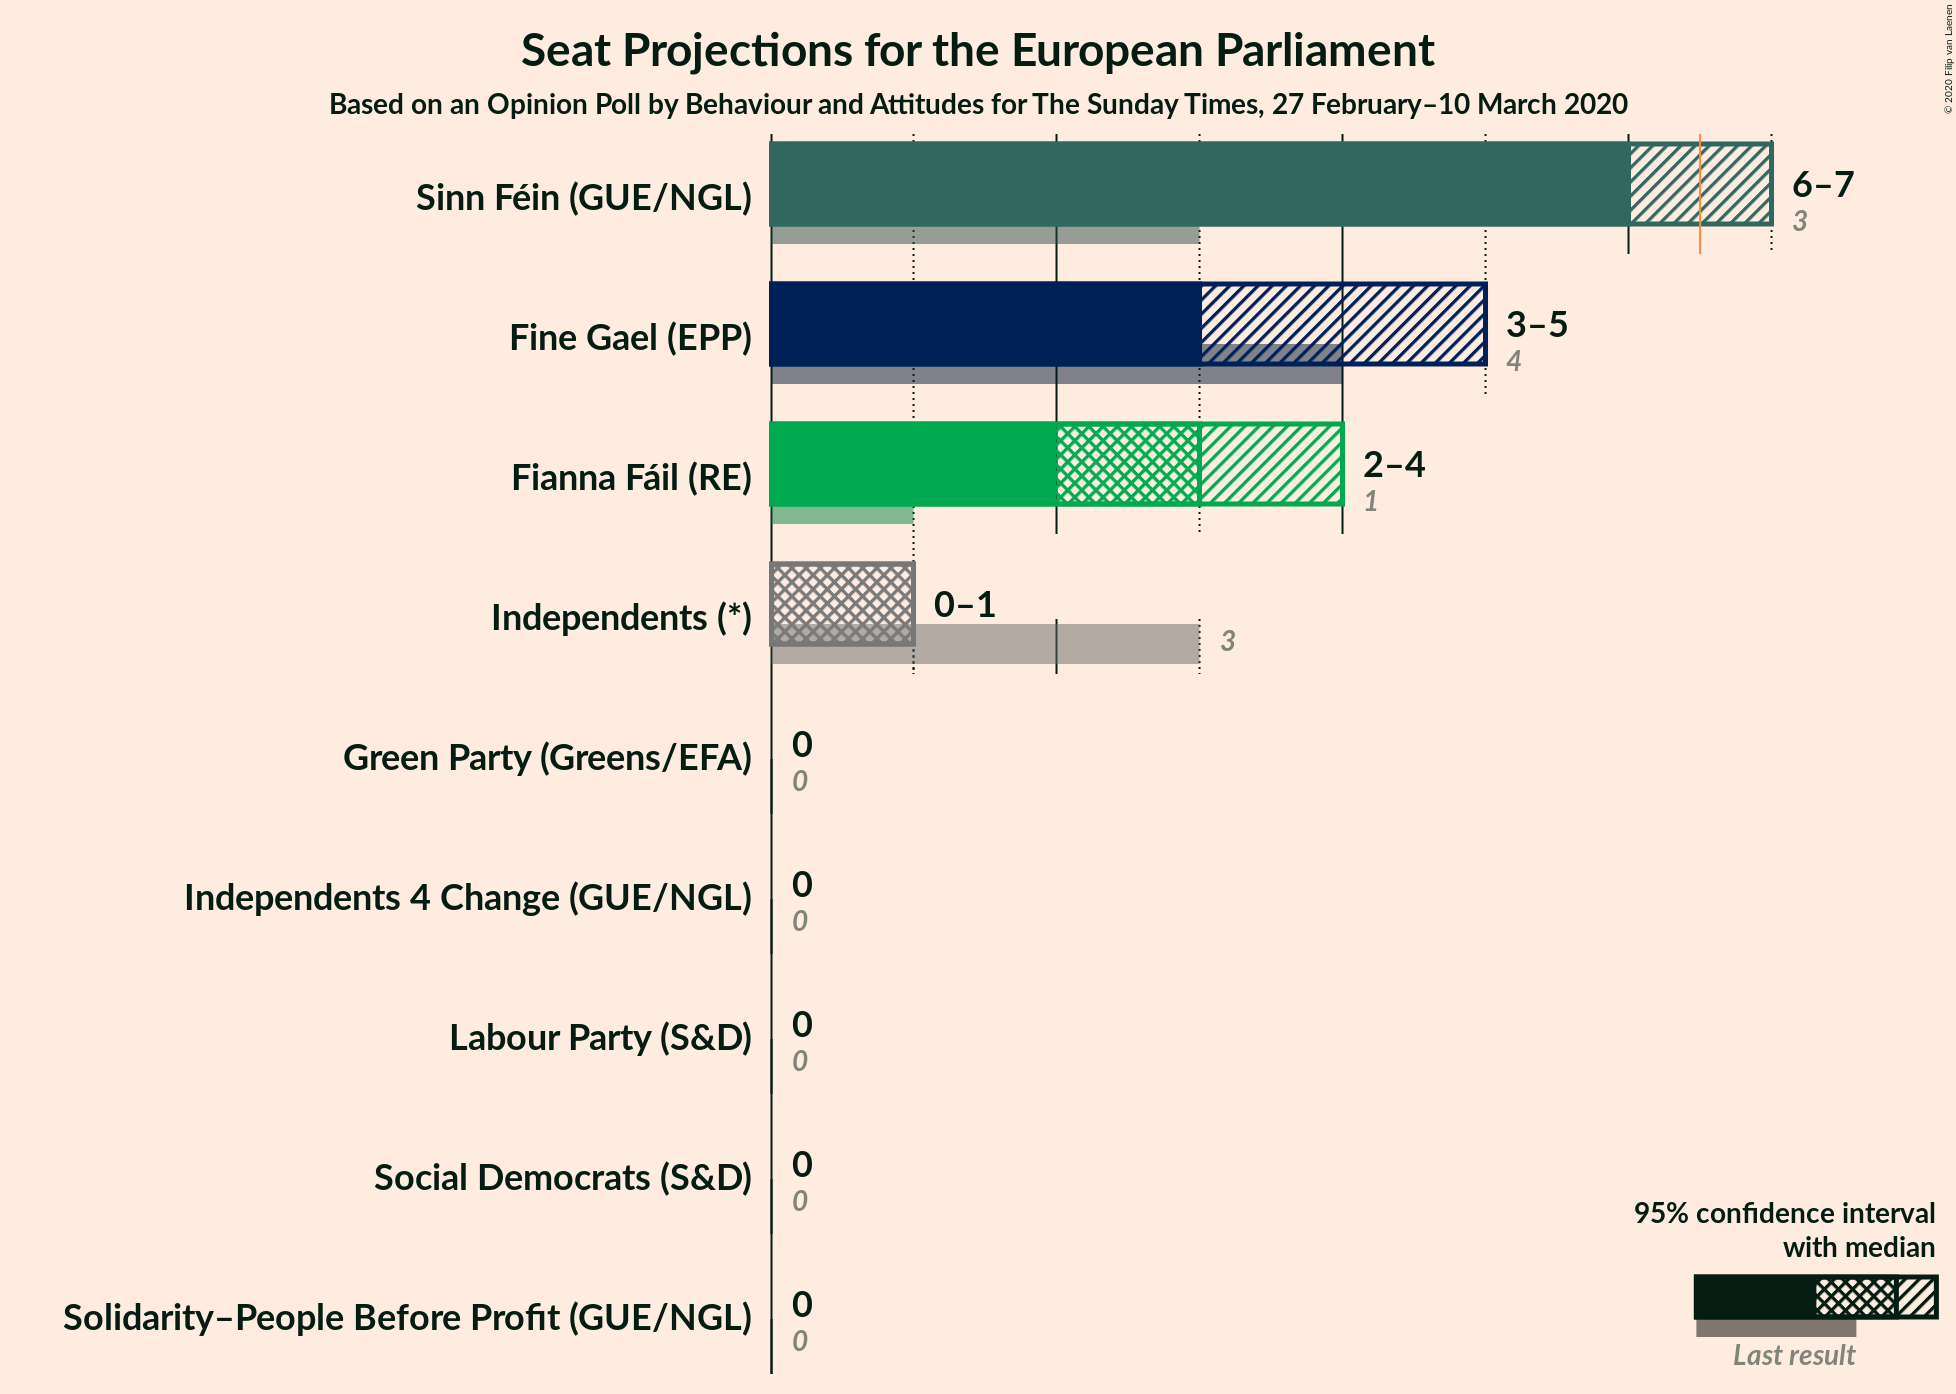 Seat Projections for the European Parliament
Based on an Opinion Poll by Behaviour and Attitudes for The Sunday Times, 27 February–10 March 2020
© 2020 Filip van Laenen
Sinn Féin (GUE/NGL)
6–7
3
Fine Gael (EPP)
3–5
4
Fianna Fáil (RE)
2–4
1
Independents (*)
0–1
3
Green Party (Greens/EFA)
0
0
Independents 4 Change (GUE/NGL)
0
0
Labour Party (S&D)
0
0
Social Democrats (S&D)
0
0
Solidarity–People Before Profit (GUE/NGL)
0
0
95% confidence interval
with median
Last result